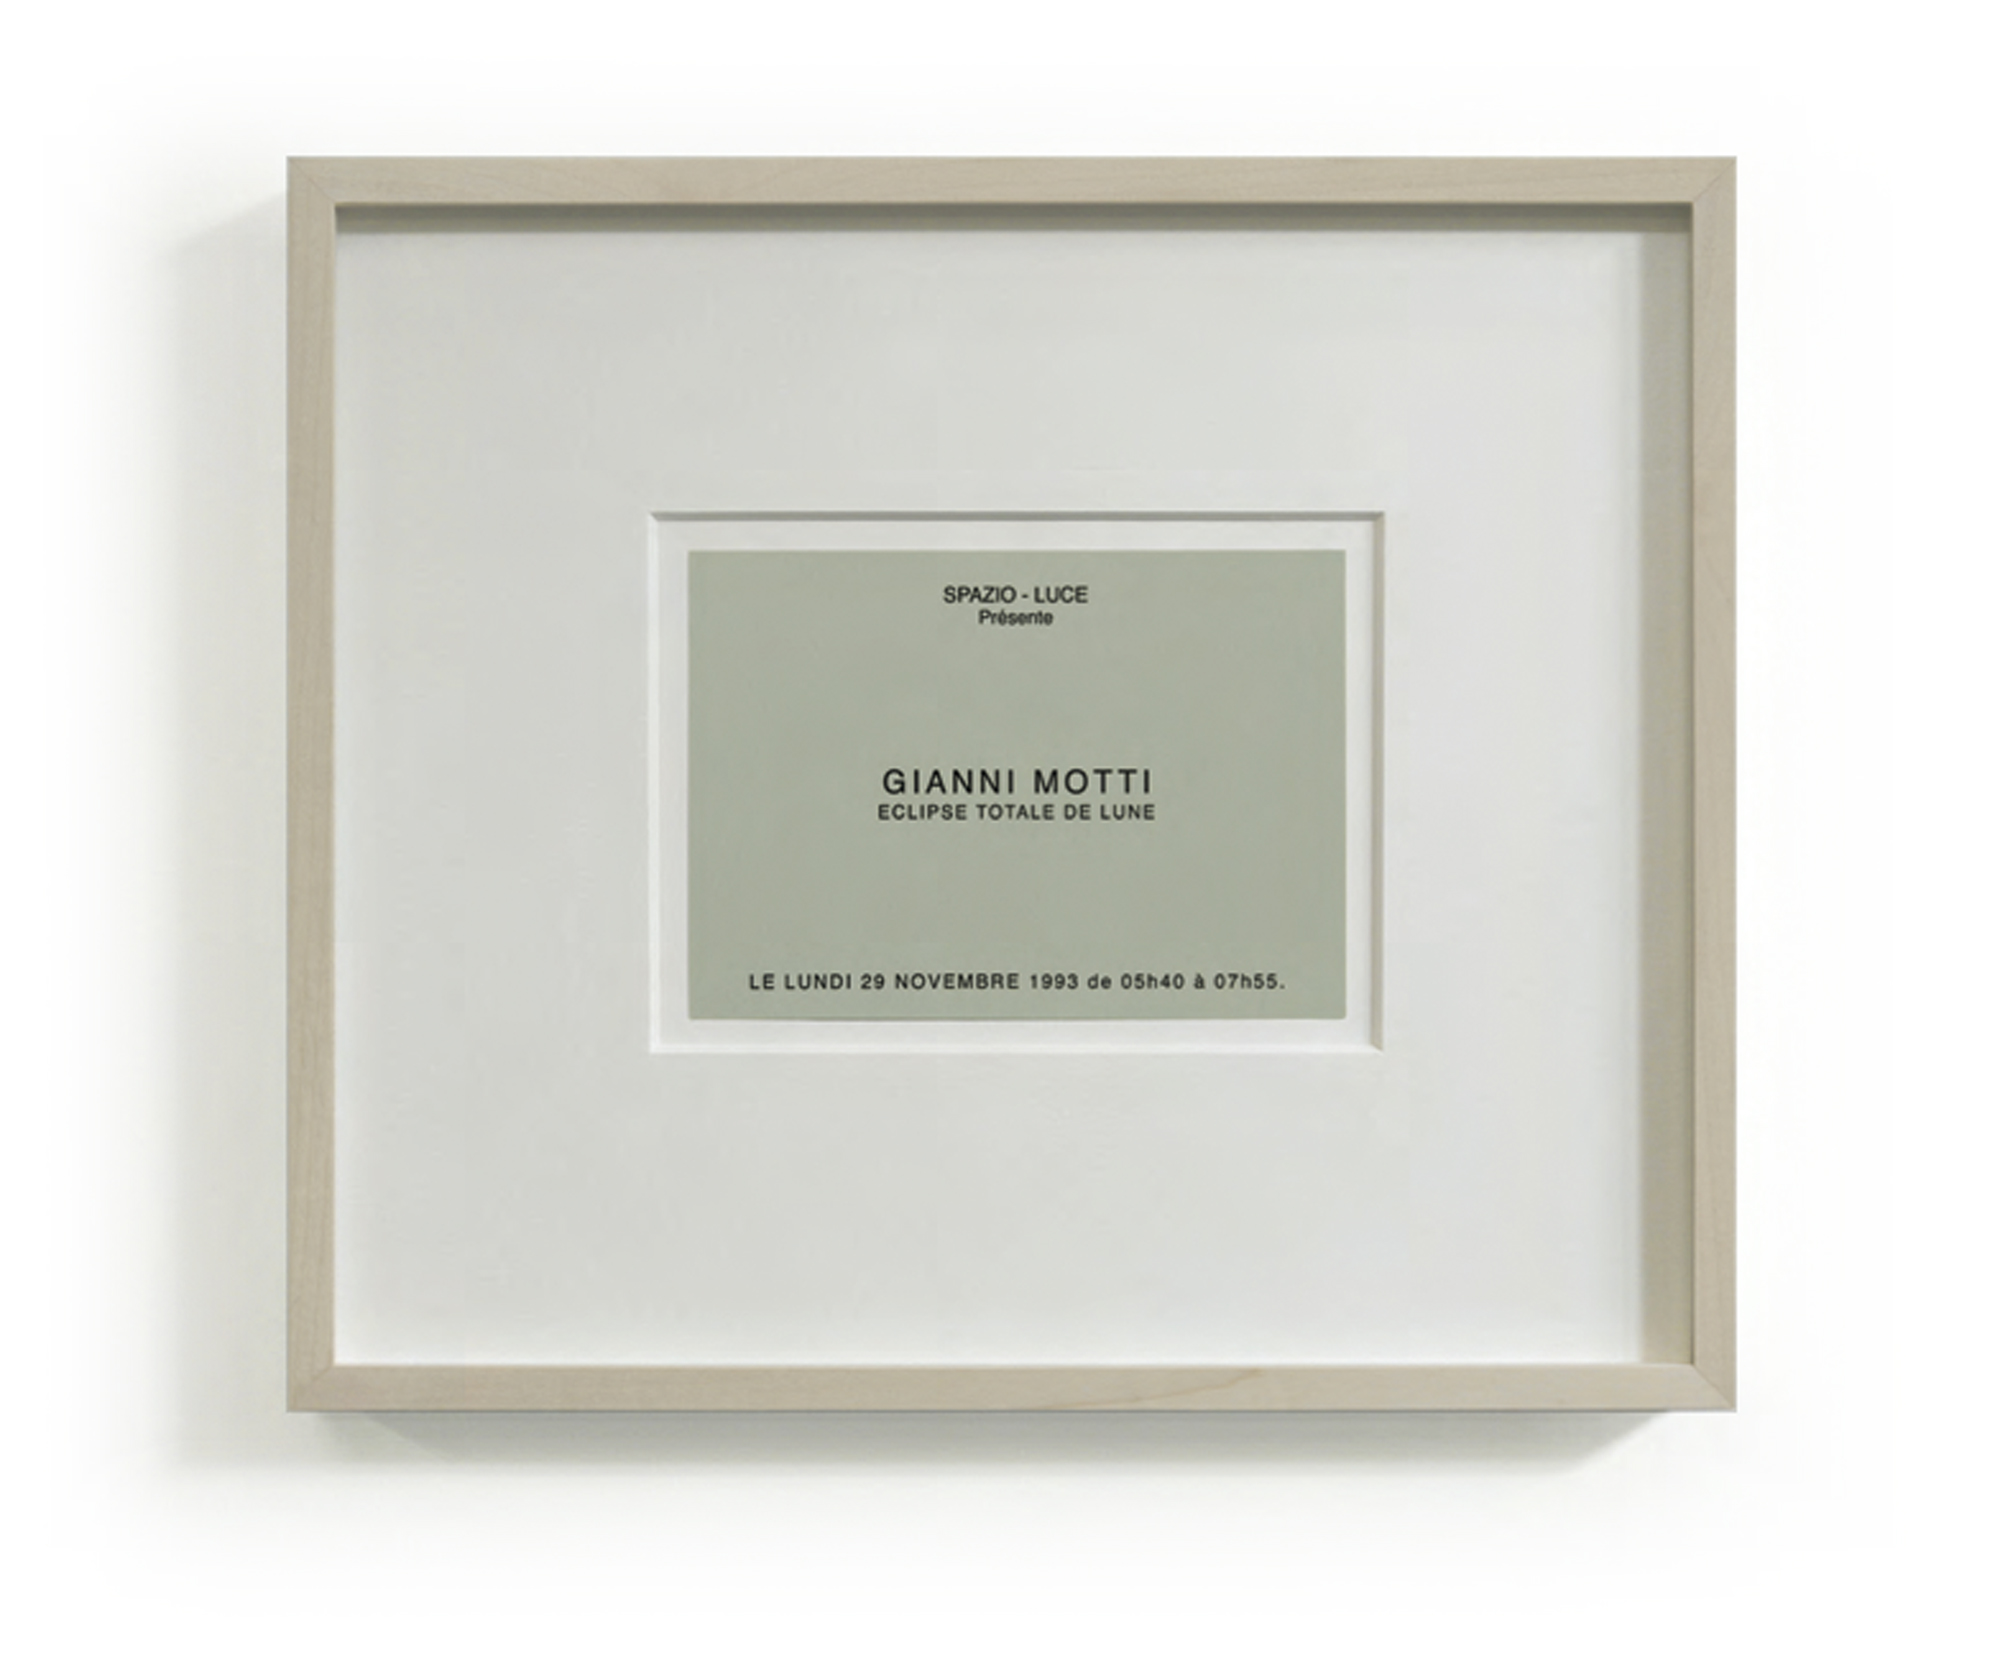 SPAZIO - LUCE
Présente
GIANNI MOTTI
ECLIPSE TOTALE DE LUNE
LE LUNDI 29 NOVEMBRE 1993 de 05h40 à 07h55.